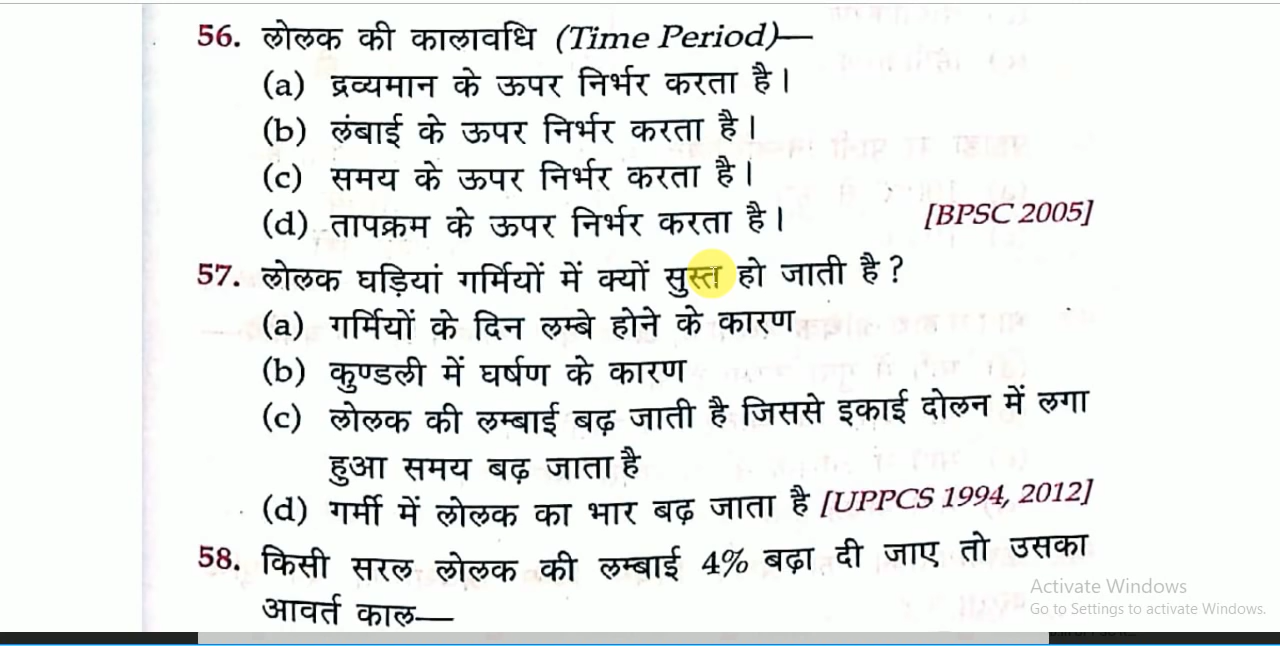 56. लोलक की कालावधि (Time Period)—
(a) द्रव्यमान के ऊपर निर्भर करता है।
(b) लंबाई के ऊपर निर्भर करता है।
(c) समय के ऊपर निर्भर करता है।
(d) तापक्रम के ऊपर निर्भर करता है। [BPSC 2005]
57. लोलक घड़ियां गर्मियों में क्यों सुस्त हो जाती है?
(a) गर्मियों के दिन लम्बे होने के कारण
(b) कुण्डली में घर्षण के कारण
(c) लोलक की लम्बाई बढ़ जाती है जिससे इकाई दोलन में लगा
हुआ समय बढ़ जाता है
(d) गर्मी में लोलक का भार बढ़ जाता है [UPPCS 1994, 2012]
58. किसी सरल लोलक की लम्बाई 4% बढ़ा दी जाए तो उसका
आवर्त काल—
Activate Windows
Go to Settings to activate Windows.